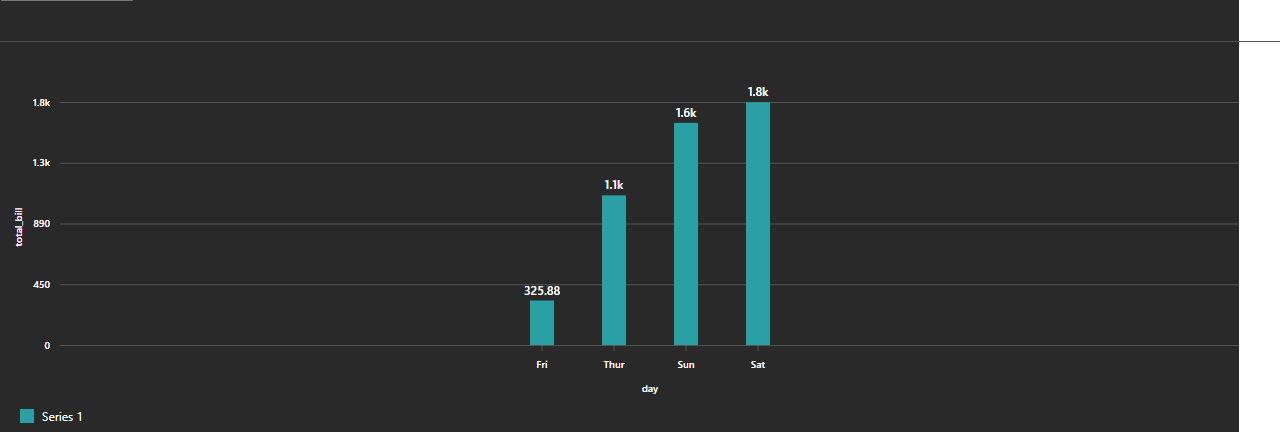 1.8k
1.3k
890
450
0
total_bill
325.88
1.1k
1.6k
1.8k
Fri Thur Sun Sat
day
Series 1